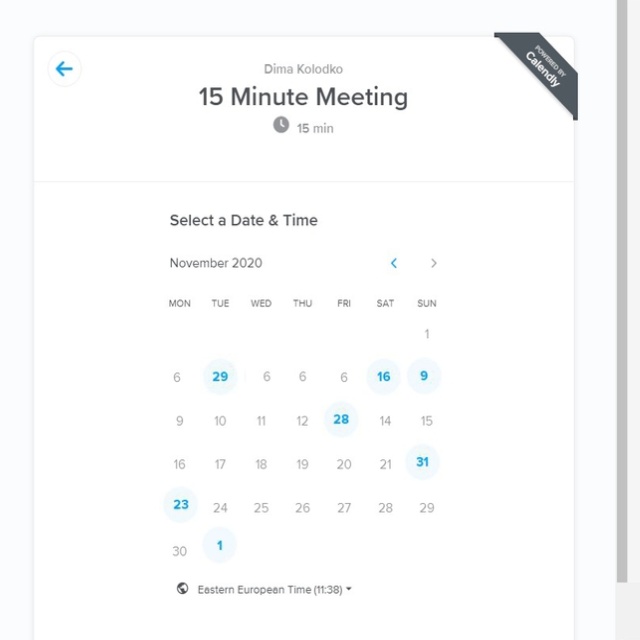 POWERED BY
Calendly
Dima Kolodko
15 Minute Meeting
15 min
Select a Date & Time
November 2020
MON TUE WED THU FRI SAT SUN
1
6 29 6 6 6 16 9
9 10 11 12 28 14 15
16 17 18 19 20 21 31
23 24 25 26 27 28 29
30 1
Eastern European Time (11:38)